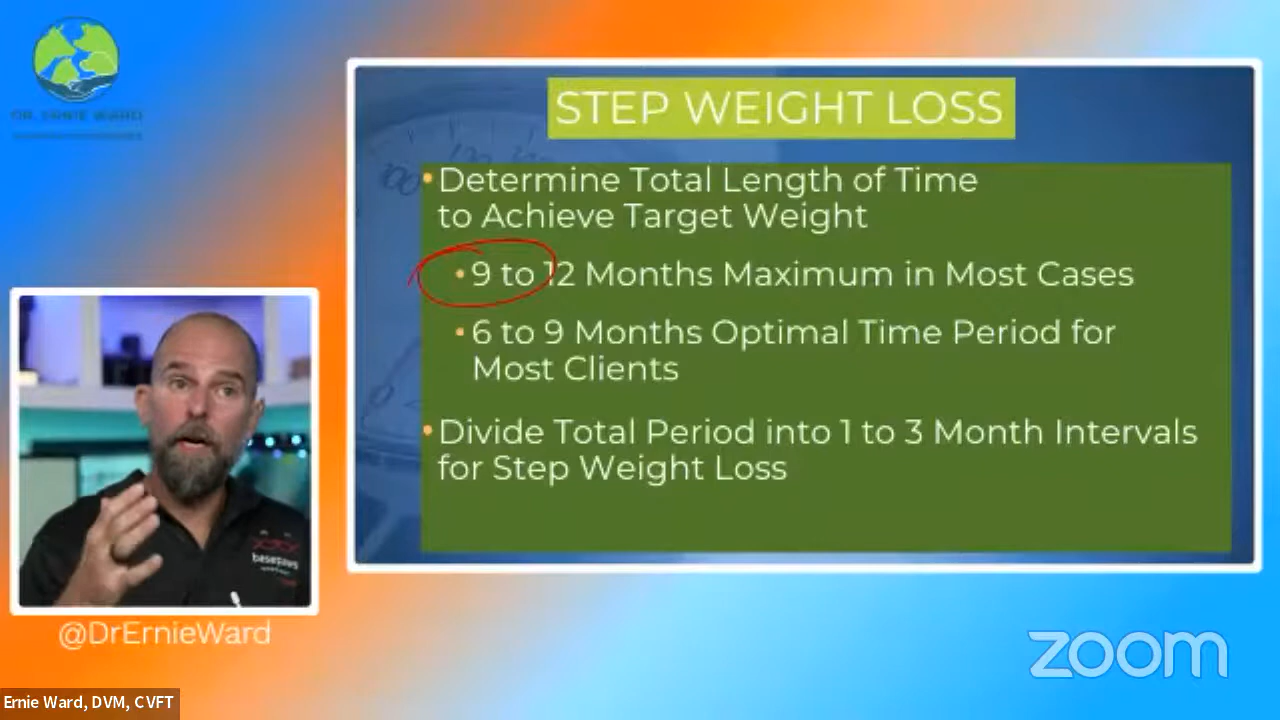 DR. ERNIE WARD
STEP WEIGHT LOSS
•Determine Total Length of Time
to Achieve Target Weight
•9 to 12 Months Maximum in Most Cases
•6 to 9 Months Optimal Time Period for
Most Clients
•Divide Total Period into 1 to 3 Month Intervals
for Step Weight Loss
basepaws
@DrErnieWard
zoom
Ernie Ward, DVM, CVFT